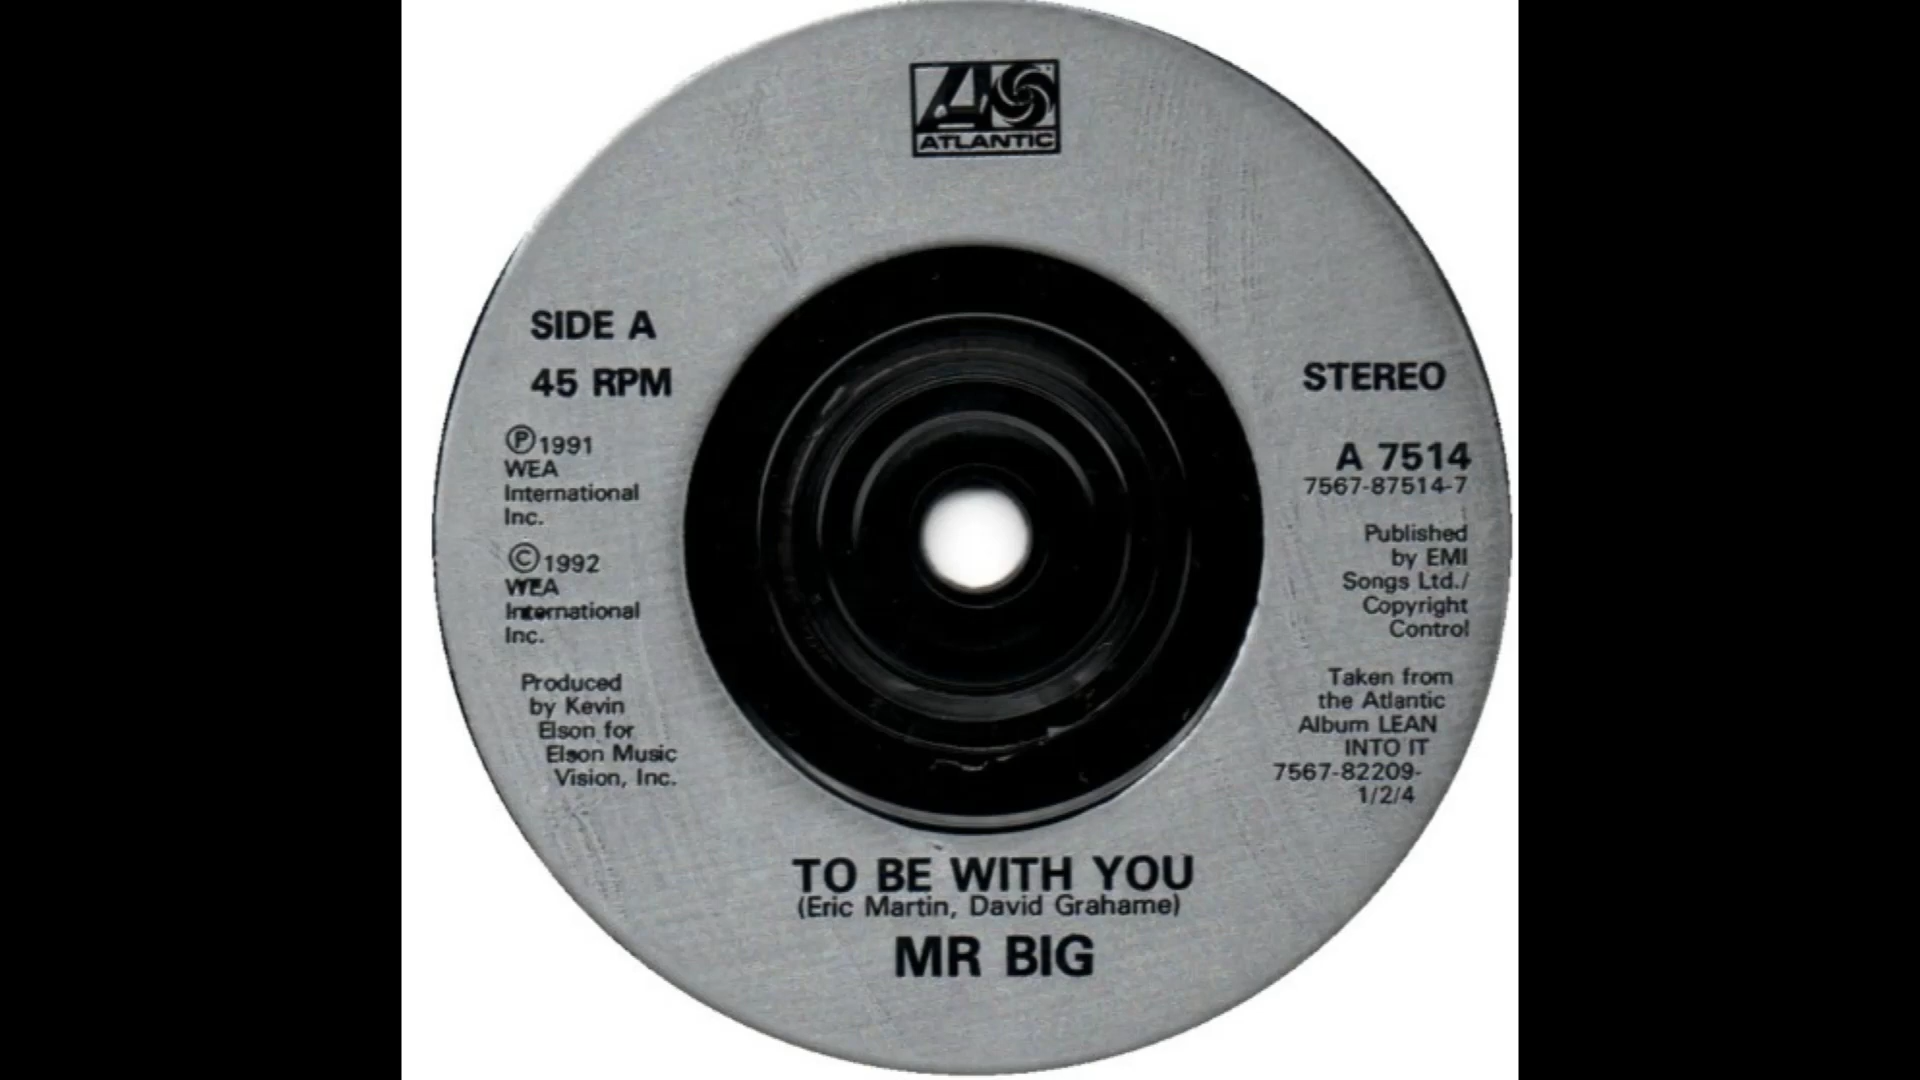 ATLANTIC
SIDE A
45 RPM
Ⓟ1991
WEA
International
Inc.
©1992
WEA
International
Inc.
Produced
by Kevin
Elson for
Elson Music
Vision, Inc.
STEREO
A 7514
7567-87514-7
Published
by EMI
Songs Ltd./
Copyright
Control
Taken from
the Atlantic
Album LEAN
INTO IT
7567-82209-
1/2/4
TO BE WITH YOU
(Eric Martin, David Grahame)
MR BIG